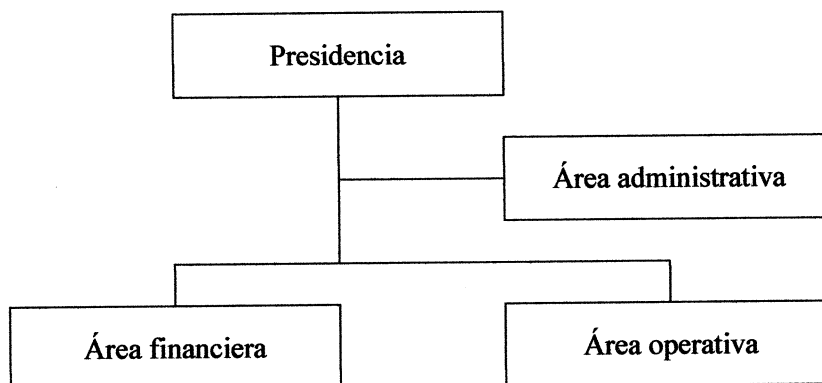 Presidencia
Área administrativa
Área financiera
Área operativa